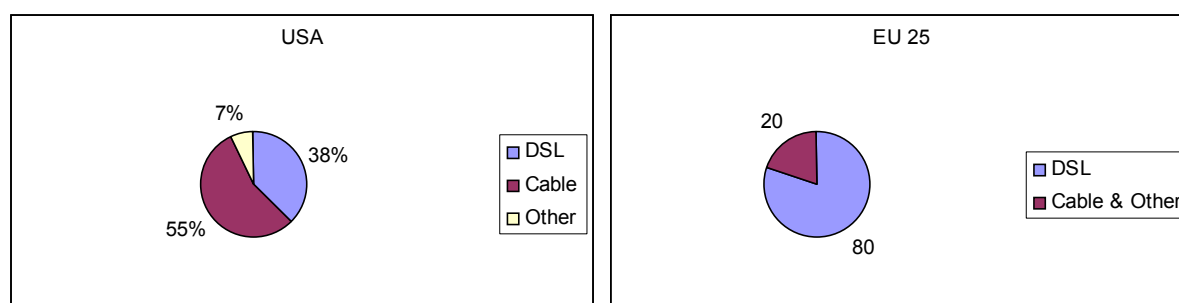 USA
7%
38%
55%
DSL
Cable
Other
EU 25
20
80
DSL
Cable & Other